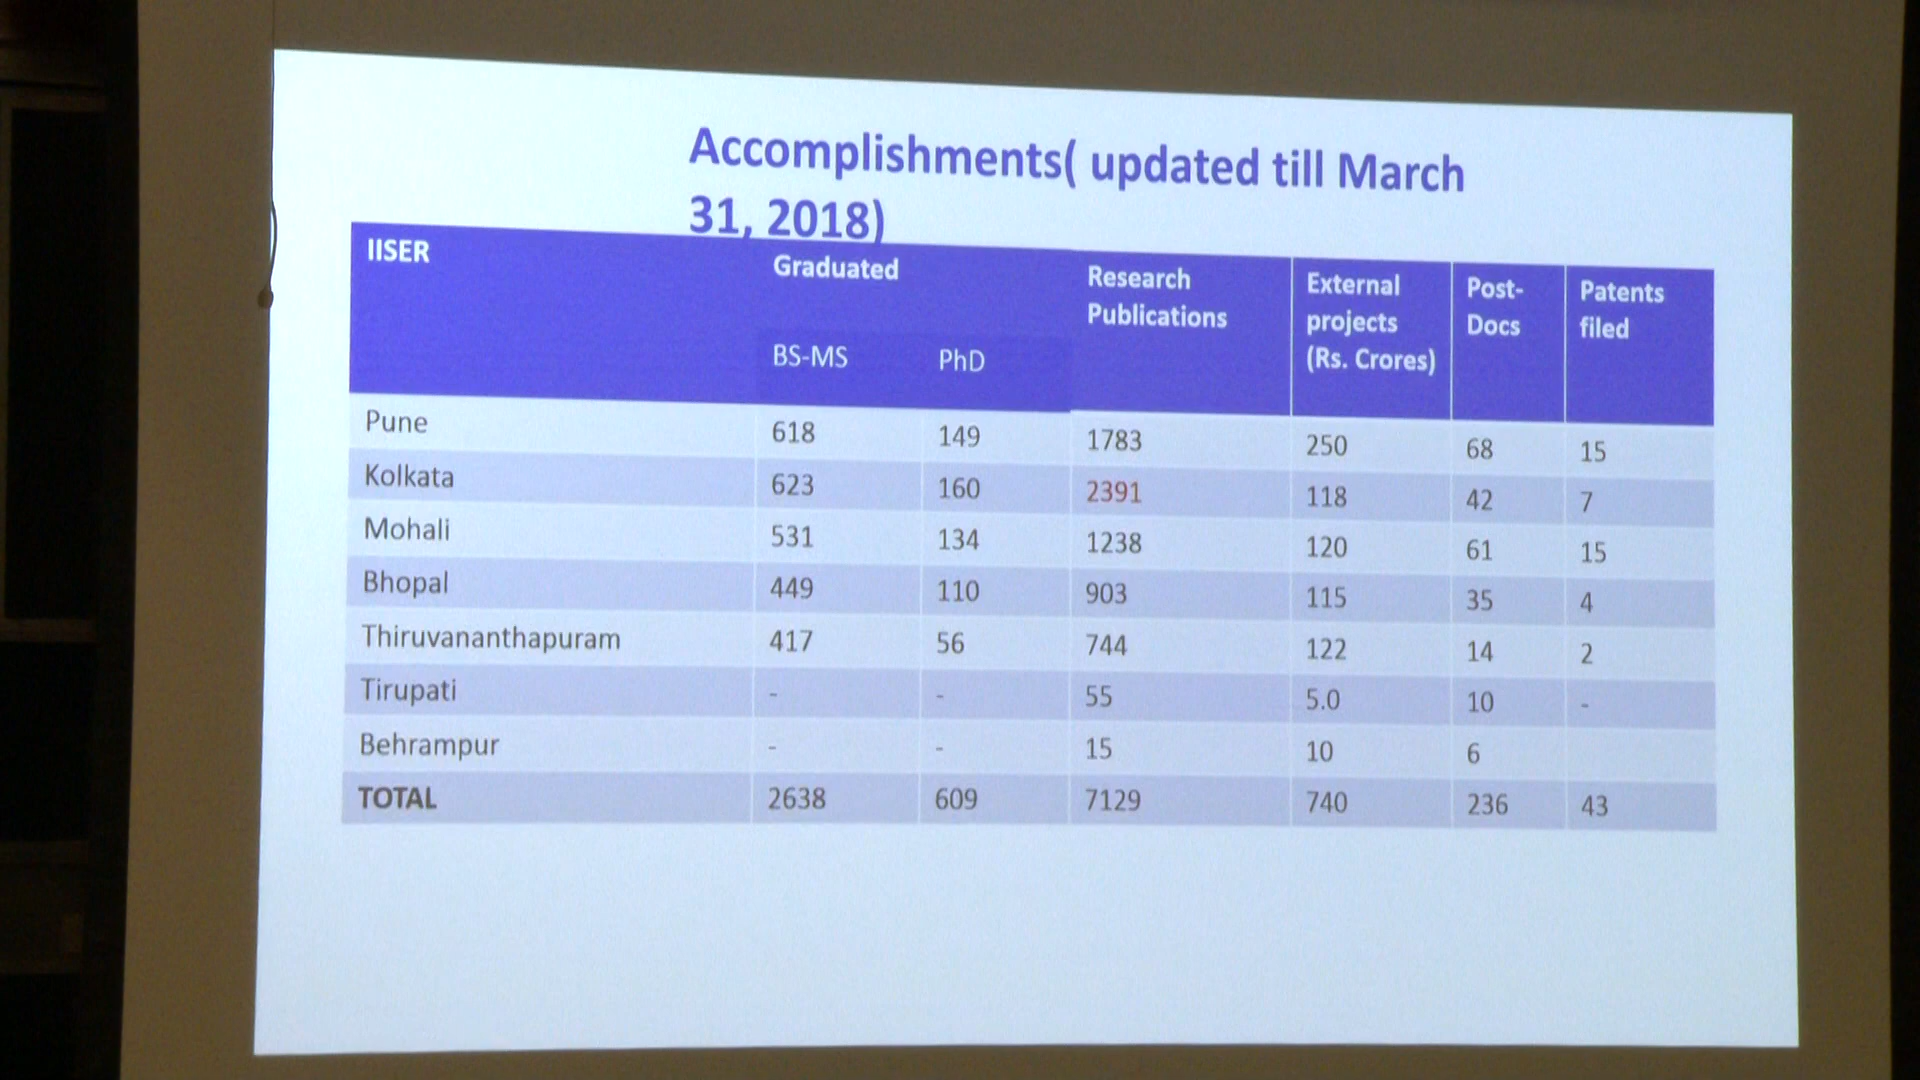 Accomplishments( updated till March
31, 2018)
IISER Graduated Research Publications External projects (Rs. Crores) Post-Docs Patents filed
BS-MS PhD
Pune 618 149 1783 250 68 15
Kolkata 623 160 2391 118 42 7
Mohali 531 134 1238 120 61 15
Bhopal 449 110 903 115 35 4
Thiruvananthapuram 417 56 744 122 14 2
Tirupati - - 55 5.0 10 -
Behrampur - - 15 10 6
TOTAL 2638 609 7129 740 236 43